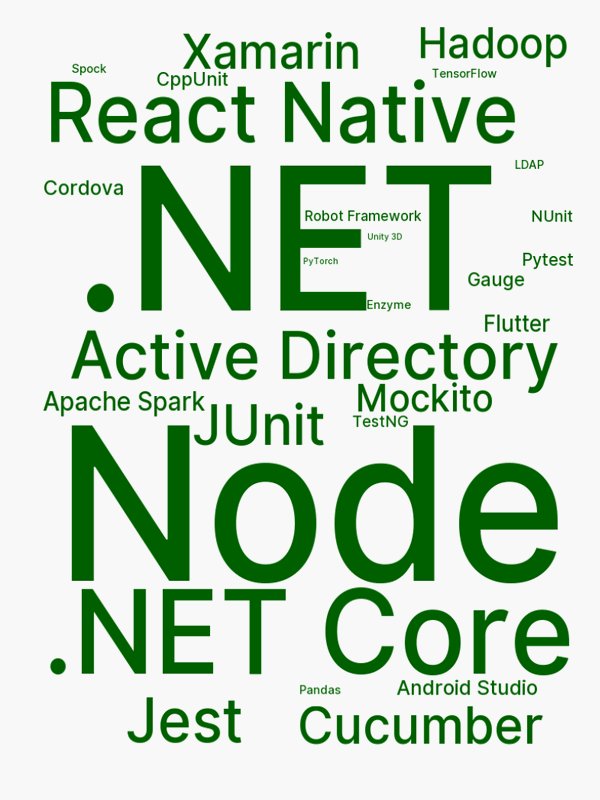 Xamarin
Hadoop
Spock
TensorFlow
CppUnit
React Native
LDAP
.NET
Cordova
Robot Framework
NUnit
Unity 3D
Pytest
PyTorch
Gauge
Enzyme
Flutter
Active Directory
Apache Spark
Mockito
JUnit
TestNG
Node
.NET Core
Pandas
Android Studio
Jest
Cucumber